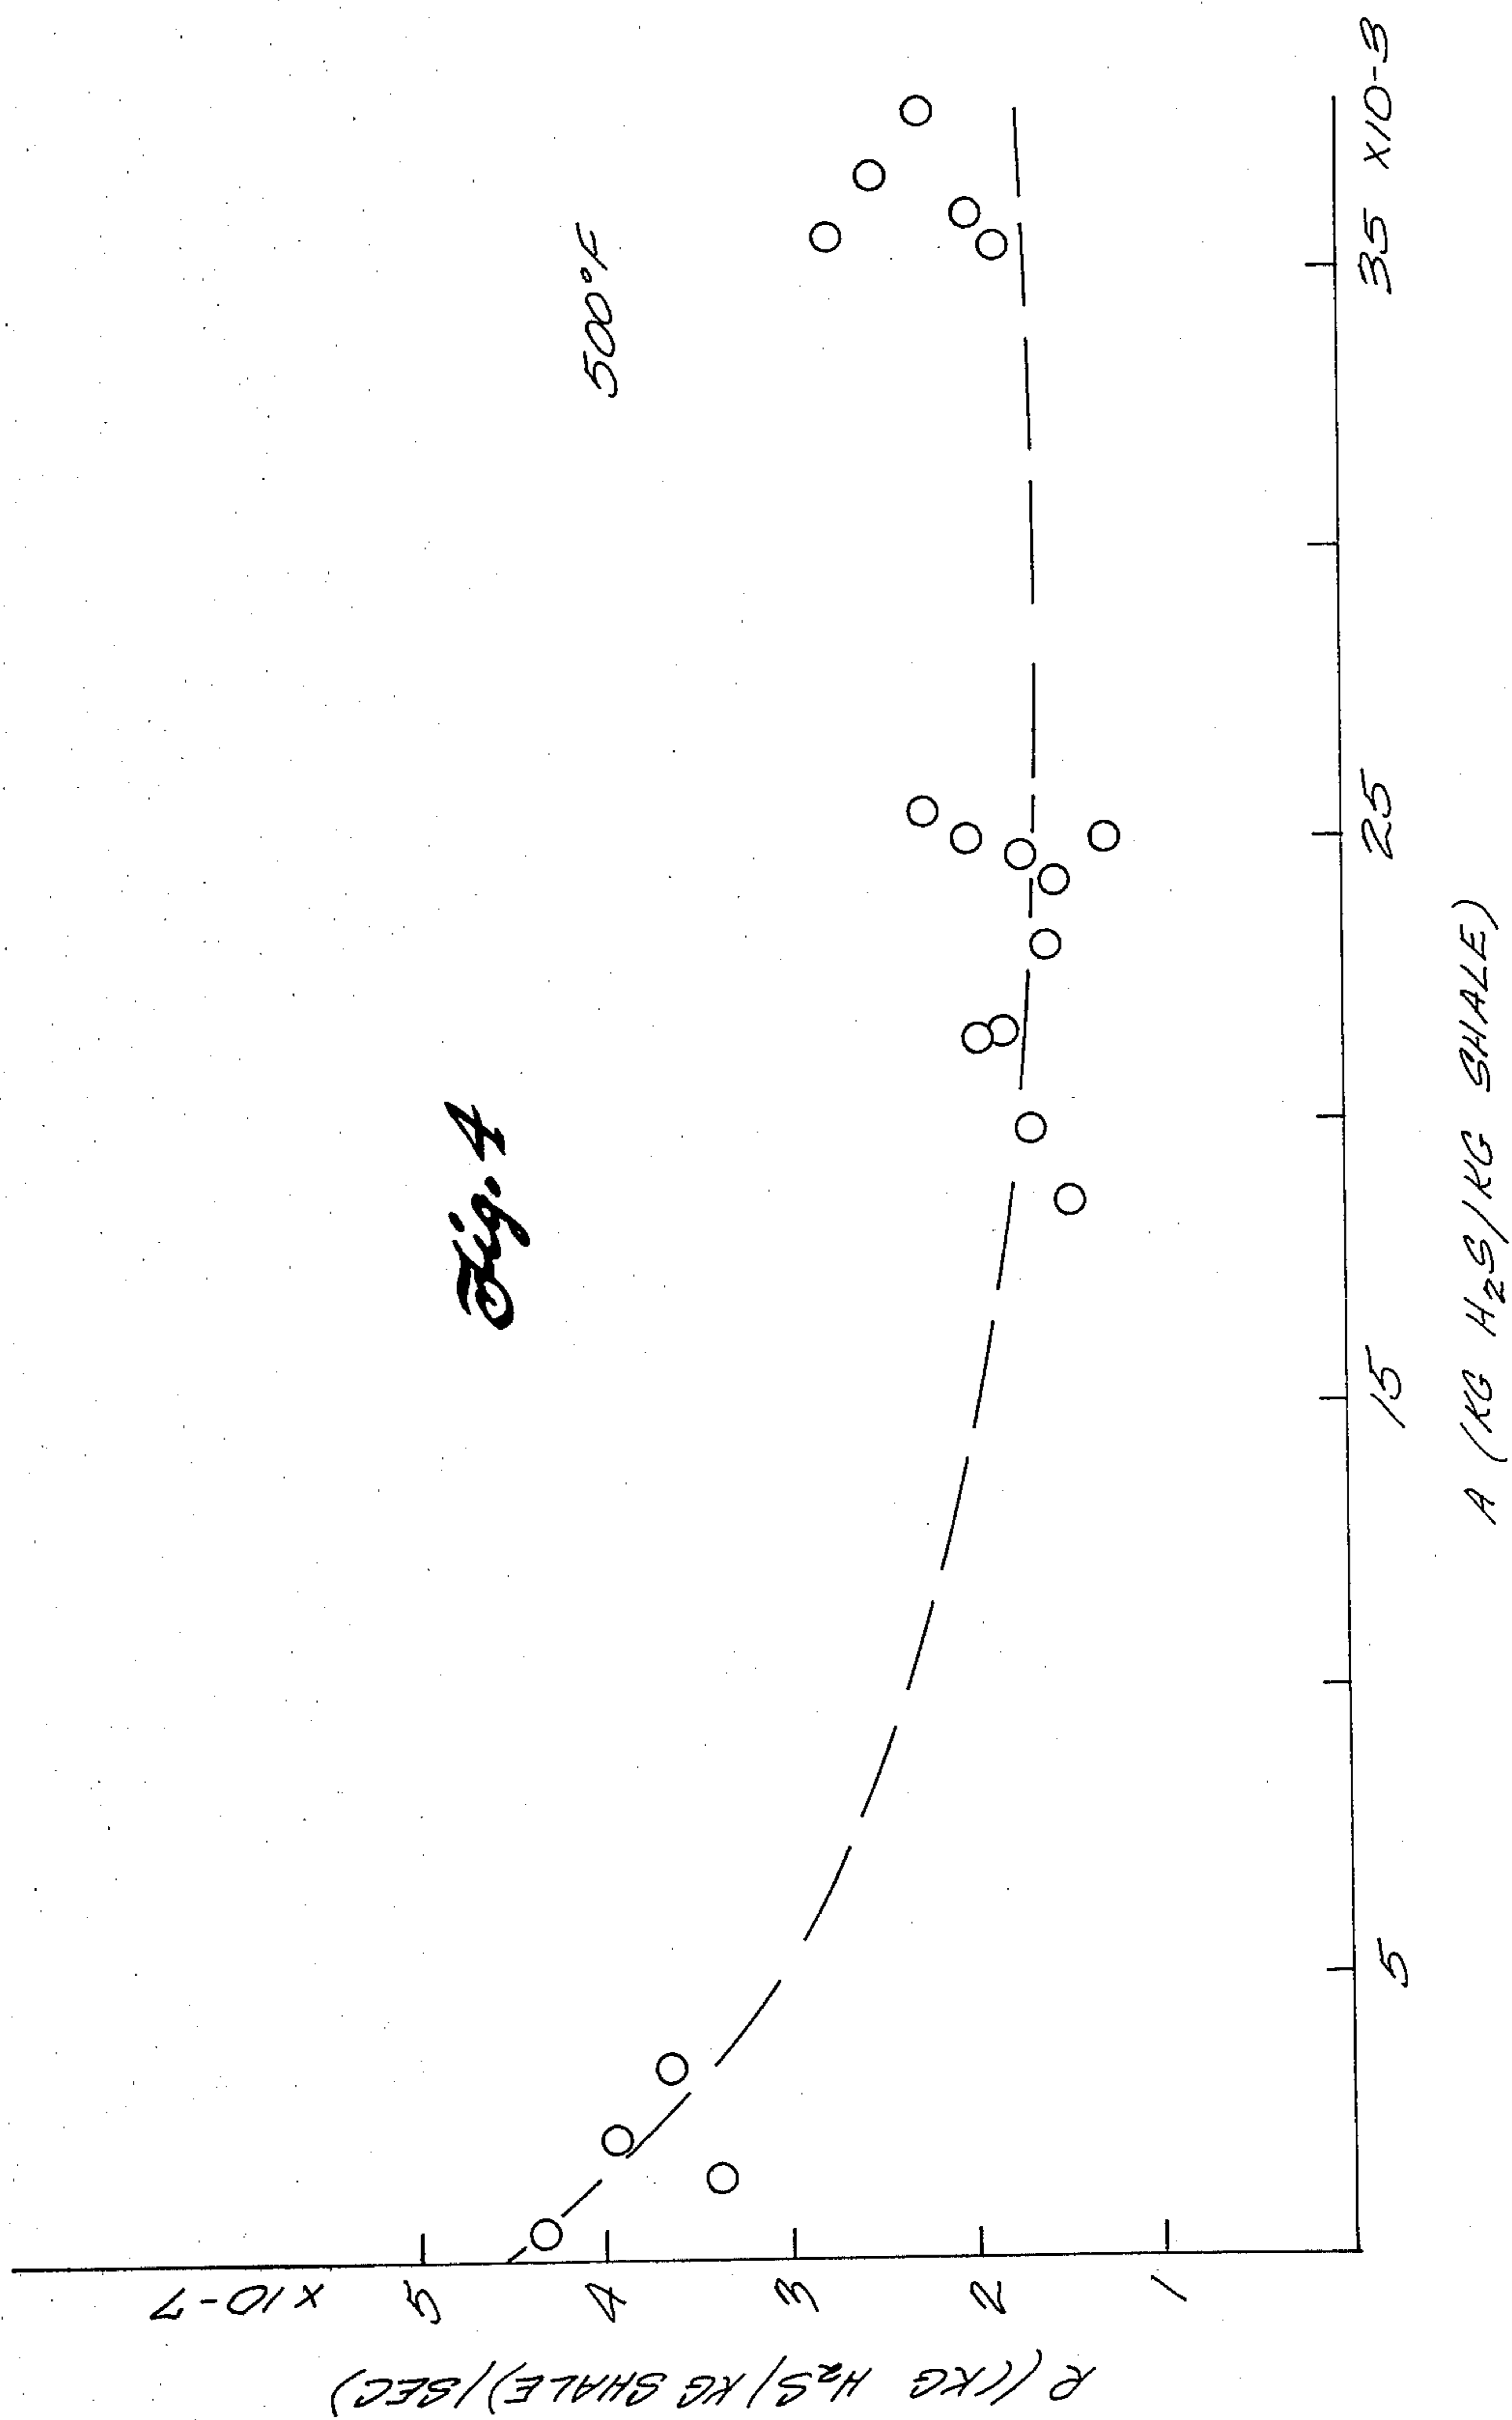 Fig. 4
500°F
R ((KG H₂S/KG SHALE)/SEC)
X10-7
5
4
3
2
1
5
15
25
35 X10-3
A (KG H₂S/KG SHALE)